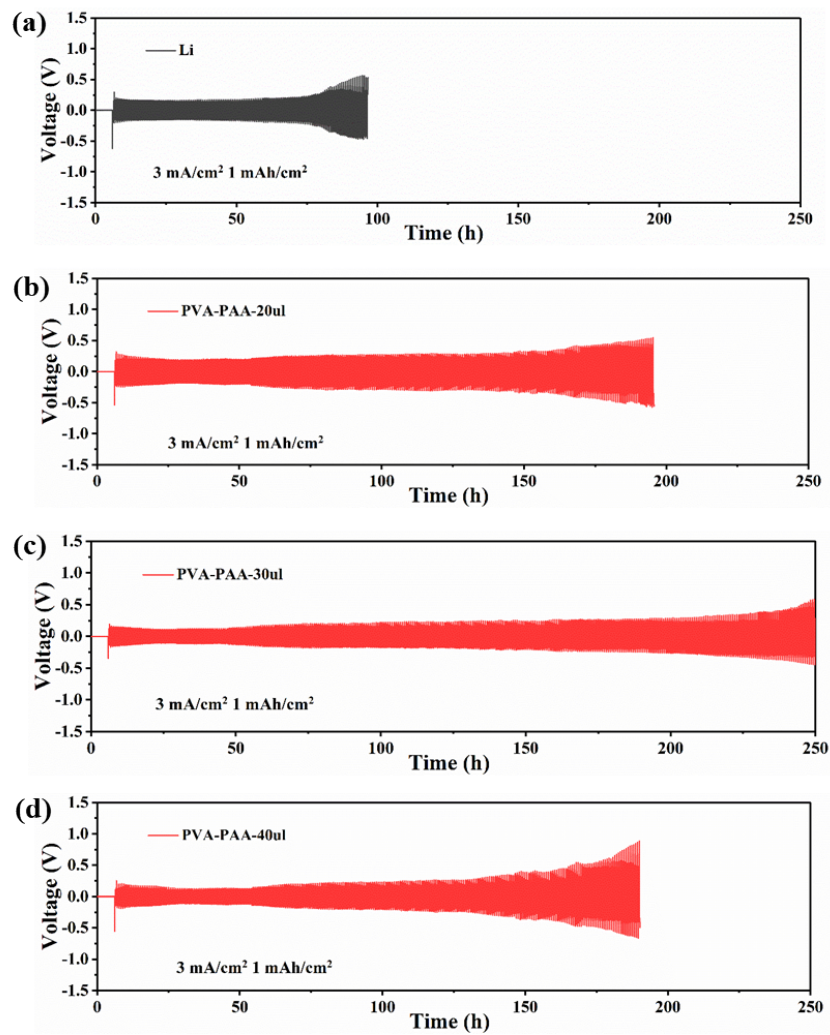 (a)
1.5
1.0
0.5
0.0
-0.5
-1.0
-1.5
Voltage (V)
Li
3 mA/cm² 1 mAh/cm²
0 50 100 150 200 250
Time (h)
(b)
1.5
1.0
0.5
0.0
-0.5
-1.0
-1.5
Voltage (V)
PVA-PAA-20ul
3 mA/cm² 1 mAh/cm²
0 50 100 150 200 250
Time (h)
(c)
1.5
1.0
0.5
0.0
-0.5
-1.0
-1.5
Voltage (V)
PVA-PAA-30ul
3 mA/cm² 1 mAh/cm²
0 50 100 150 200 250
Time (h)
(d)
1.5
1.0
0.5
0.0
-0.5
-1.0
-1.5
Voltage (V)
PVA-PAA-40ul
3 mA/cm² 1 mAh/cm²
0 50 100 150 200 250
Time (h)